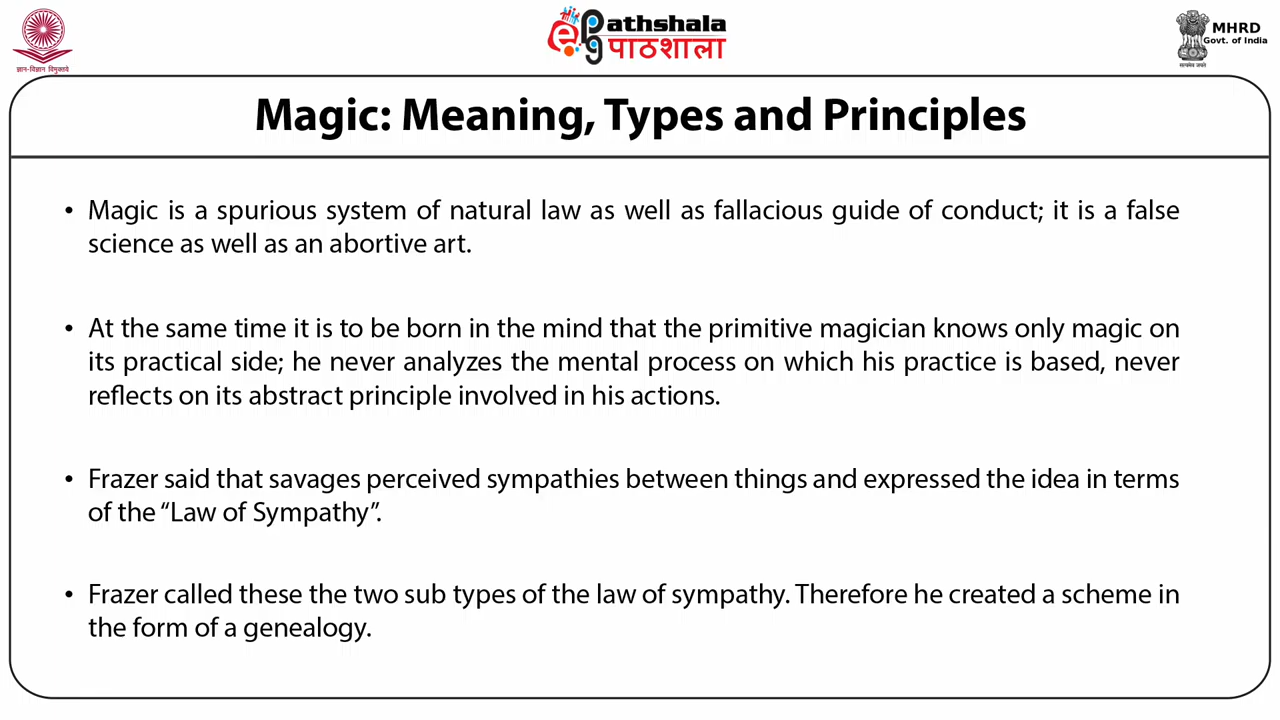 ज्ञान-विज्ञान विमुक्तये
ePathshala
पाठशाला
MHRD
Govt. of India
सत्यमेव जयते
Magic: Meaning, Types and Principles
• Magic is a spurious system of natural law as well as fallacious guide of conduct; it is a false
science as well as an abortive art.
• At the same time it is to be born in the mind that the primitive magician knows only magic on
its practical side; he never analyzes the mental process on which his practice is based, never
reflects on its abstract principle involved in his actions.
• Frazer said that savages perceived sympathies between things and expressed the idea in terms
of the “Law of Sympathy”.
• Frazer called these the two sub types of the law of sympathy. Therefore he created a scheme in
the form of a genealogy.